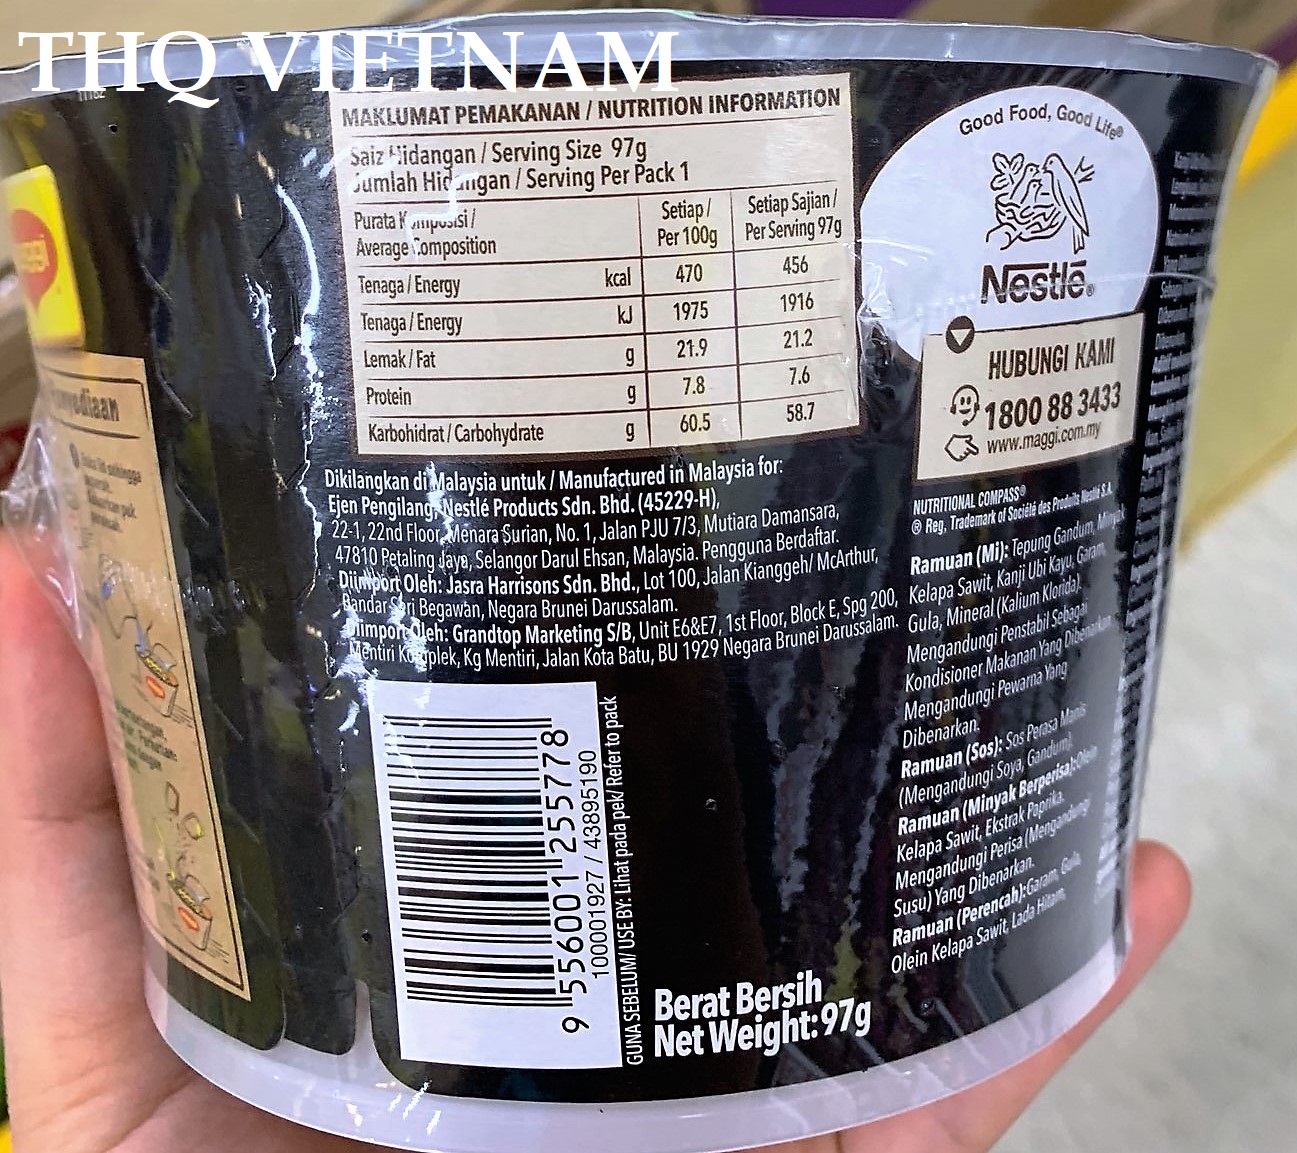 THQ VIETNAM
MAKLUMAT PEMAKANAN / NUTRITION INFORMATION
Saiz Hidangan / Serving Size 97g
Jumlah Hidangan / Serving Per Pack 1
Purata Komposisi /
Average Composition
Setiap /
Per 100g
Setiap Sajian /
Per Serving 97g
Tenaga / Energy kcal 470 456
Tenaga / Energy kJ 1975 1916
Lemak / Fat g 21.9 21.2
Protein g 7.8 7.6
Karbohidrat / Carbohydrate g 60.5 58.7
Dikilangkan di Malaysia untuk / Manufactured in Malaysia for:
Ejen Pengilang, Nestlé Products Sdn. Bhd. (45229-H),
22-1, 22nd Floor, Menara Surian, No. 1, Jalan PJU 7/3, Mutiara Damansara,
47810 Petaling Jaya, Selangor Darul Ehsan, Malaysia. Pengguna Berdaftar.
Diimport Oleh: Jasra Harrisons Sdn. Bhd., Lot 100, Jalan Kianggeh/ McArthur,
Bandar Seri Begawan, Negara Brunei Darussalam.
Diimport Oleh: Grandtop Marketing S/B, Unit E6&E7, 1st Floor, Block E, Spg 200,
Mentiri Komplek, Kg Mentiri, Jalan Kota Batu, BU 1929 Negara Brunei Darussalam.
9 556001 255778
100001927 / 43895190
GUNA SEBELUM/ USE BY: Lihat pada pek/ Refer to pack
Berat Bersih
Net Weight: 97g
Good Food, Good Life®
Nestlé®
HUBUNGI KAMI
1800 88 3433
www.maggi.com.my
NUTRITIONAL COMPASS®
® Reg. Trademark of Société des Produits Nestlé S.A.
Ramuan (Mi): Tepung Gandum, Minyak
Kelapa Sawit, Kanji Ubi Kayu, Garam,
Gula, Mineral (Kalium Klorida).
Mengandungi Penstabil Sebagai
Kondisioner Makanan Yang Dibenarkan.
Mengandungi Pewarna Yang
Dibenarkan.
Ramuan (Sos): Sos Perasa Manis
(Mengandungi Soya, Gandum).
Ramuan (Minyak Berperisa): Olein
Kelapa Sawit, Ekstrak Paprika.
Mengandungi Perisa (Mengandungi
Susu) Yang Dibenarkan.
Ramuan (Perencah): Garam, Gula,
Olein Kelapa Sawit, Lada Hitam,